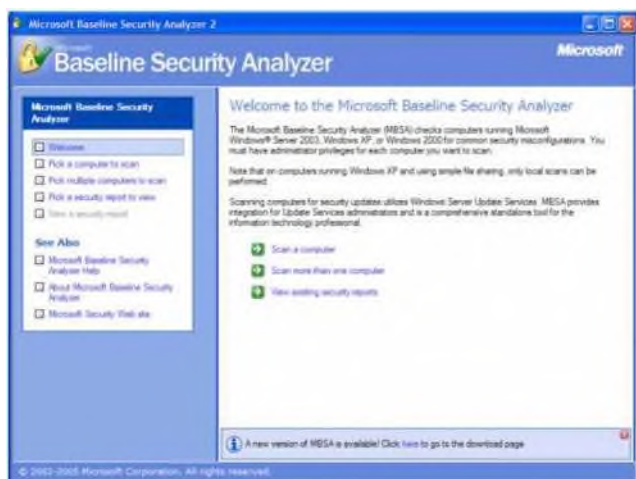 Microsoft Baseline Security Analyzer 2
Baseline Security Analyzer
Microsoft
Microsoft Baseline Security
Analyzer
Welcome
Pick a computer to scan
Pick multiple computers to scan
Pick a security report to view
View a security report
See Also
Microsoft Baseline Security
Analyzer Help
About Microsoft Baseline Security
Analyzer
Microsoft Security Web site
Welcome to the Microsoft Baseline Security Analyzer
The Microsoft Baseline Security Analyzer (MBSA) checks computers running Microsoft
Windows® Server 2003, Windows XP, or Windows 2000 for common security misconfigurations. You
must have administrator privileges for each computer you want to scan.
Note that on computers running Windows XP and using simple file sharing, only local scans can be
performed.
Scanning computers for security updates utilizes Windows Server Update Services. MBSA provides
integration for Update Services administrators and is a comprehensive standalone tool for the
information technology professional.
Scan a computer
Scan more than one computer
View existing security reports
A new version of MBSA is available! Click here to go to the download page
© 2002-2005 Microsoft Corporation. All rights reserved.